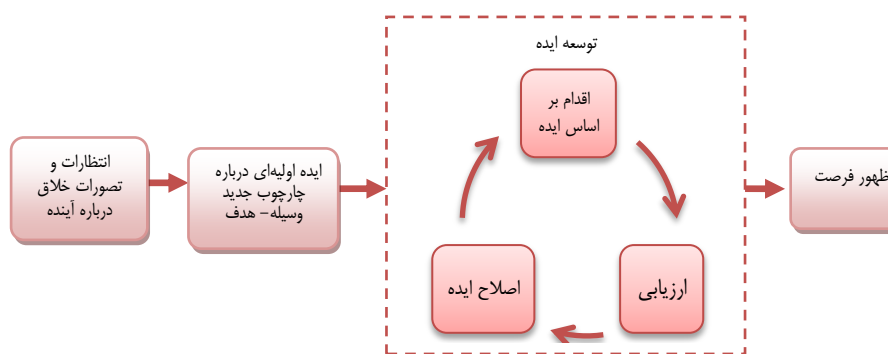 انتظارات و
تصورات خلاق
درباره آینده
ایده اولیه‌ای درباره
چارچوب جدید
وسیله- هدف
توسعه ایده
اقدام بر
اساس ایده
ارزیابی
اصلاح ایده
ظهور فرصت